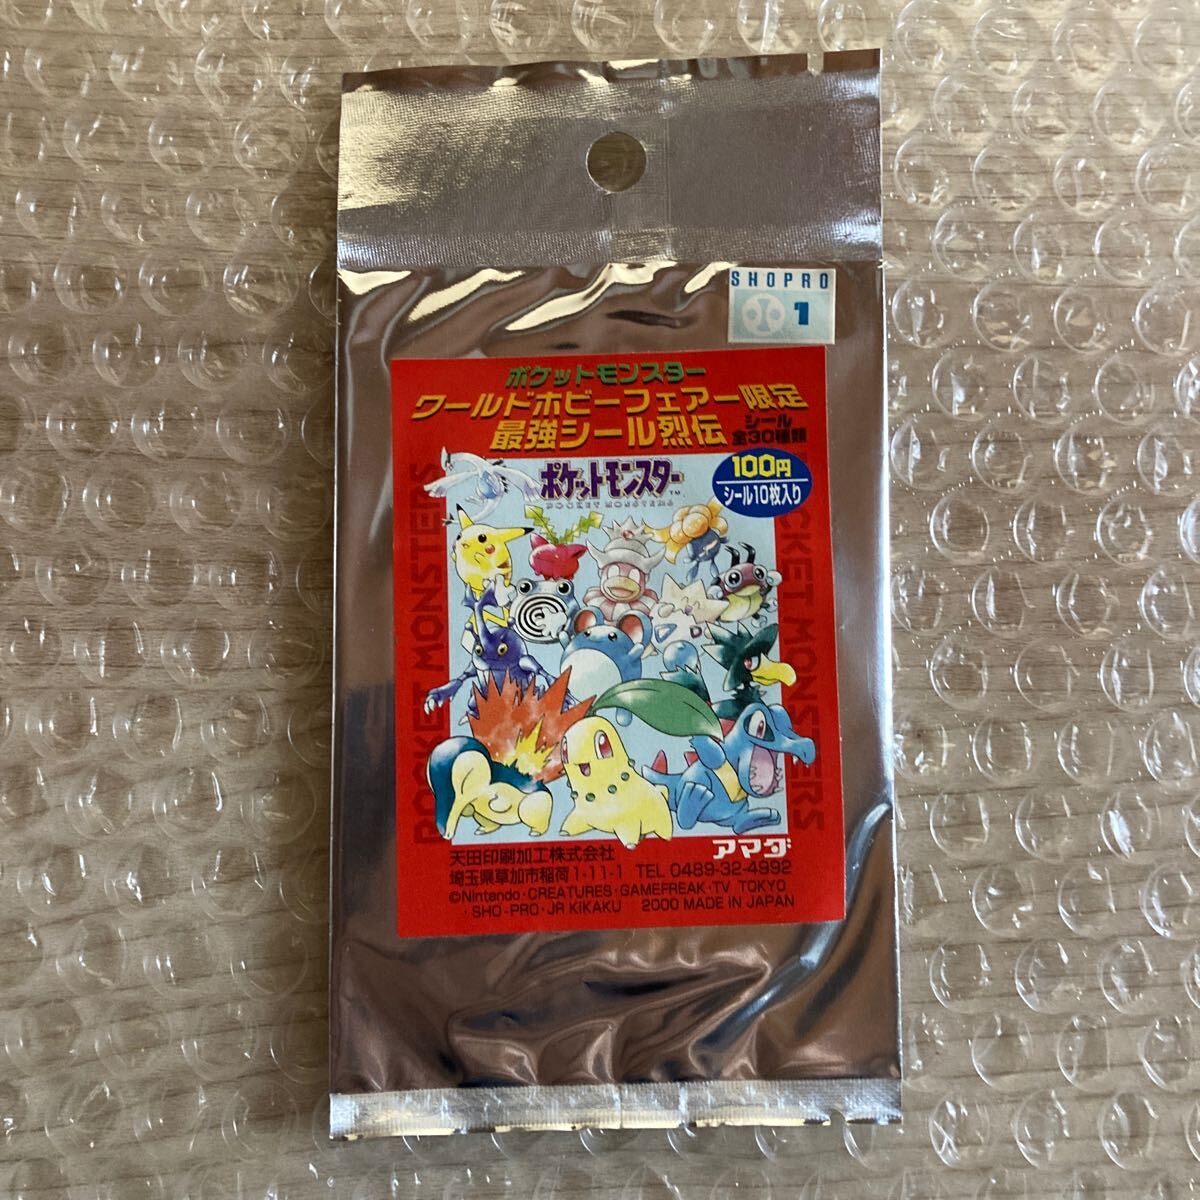 SHOPRO
1
ポケットモンスター
ワールドホビーフェアー限定
最強シール烈伝
シール
全30種類
100円
シール10枚入り
ポケットモンスター
POCKET MONSTERS
POCKET MONSTERS
POCKET MONSTERS
アマダ
天田印刷加工株式会社
埼玉県草加市稲荷1-11-1 TEL 0489-32-4992
©Nintendo・CREATURES・GAMEFREAK・TV TOKYO
・SHO-PRO・JR KIKAKU 2000 MADE IN JAPAN